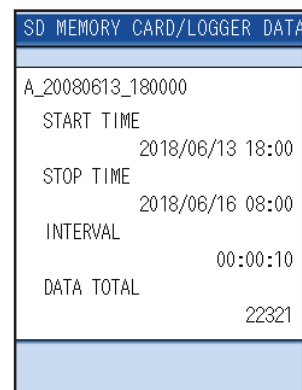 SD MEMORY CARD/LOGGER DATA
A_20080613_180000
START TIME
2018/06/13 18:00
STOP TIME
2018/06/16 08:00
INTERVAL
00:00:10
DATA TOTAL
22321